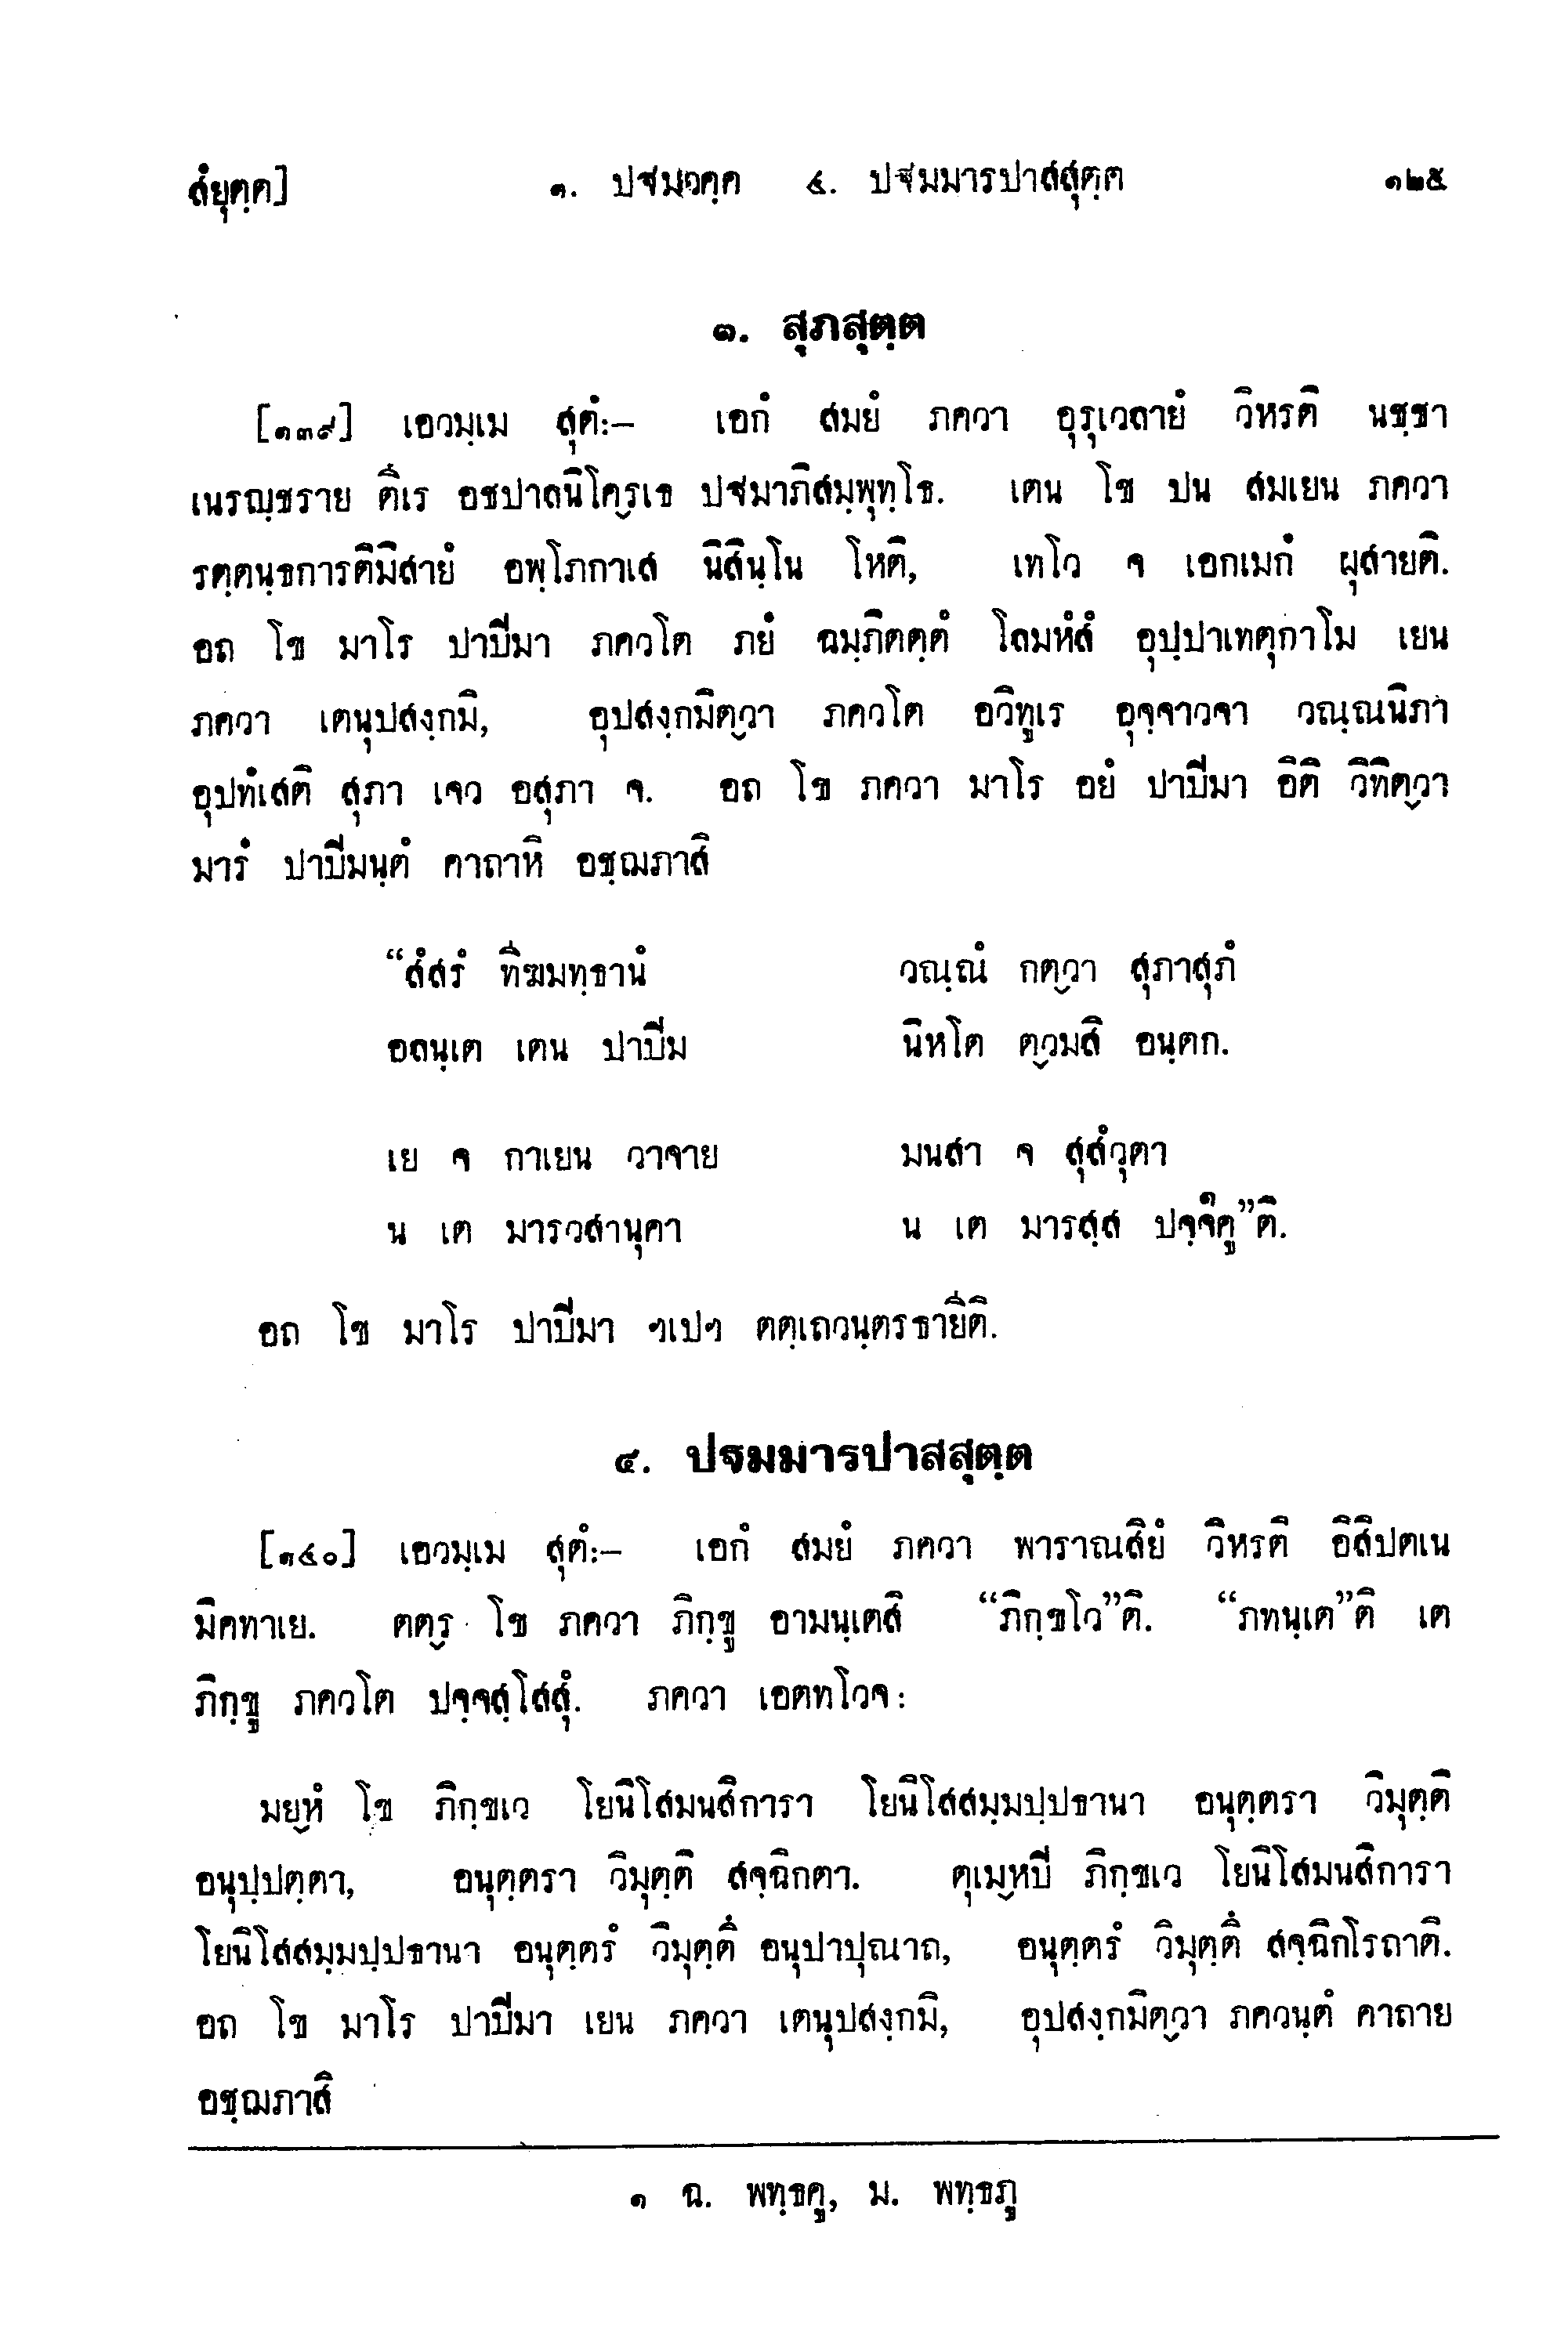 สํยุตฺต] ๑. ปฐมวคฺค ๔. ปฐมมารปาสสุตฺต ๑๒๕
๑. สุภสุตฺต
[๑๓๙] เอวมฺเม สุตํ:– เอกํ สมยํ ภควา อุรุเวลายํ วิหรติ นชฺชา
เนรญฺชราย ตีเร อชปาลนิโคฺรเธ ปฐมาภิสมฺพุทฺโธ. เตน โข ปน สมเยน ภควา
รตฺตนฺธการติมิสายํ อพฺโภกาเส นิสินฺโน โหติ, เทโว จ เอกเมกํ ผุสายติ.
อถ โข มาโร ปาปิมา ภควโต ภยํ ฉมฺภิตตฺตํ โลมหํสํ อุปฺปาเทตุกาโม เยน
ภควา เตนุปสงฺกมิ, อุปสงฺกมิตฺวา ภควโต อวิทูเร อุจฺจาวจา วณฺณนิภา
อุปทํเสติ สุภา เจว อสุภา จ. อถ โข ภควา มาโร อยํ ปาปิมา อิติ วิทิตฺวา
มารํ ปาปิมนฺตํ คาถาหิ อชฺฌภาสิ
“สํสรํ ทีฆมทฺธานํ วณฺณํ กตฺวา สุภาสุภํ
อลนฺเต เตน ปาปิม นิหโต ตฺวมสิ อนฺตก.
เย จ กาเยน วาจาย มนสา จ สุสํวุตา
น เต มารวสานุคา น เต มารสฺส ปจฺจคู๑”ติ.
อถ โข มาโร ปาปิมา ฯเปฯ ตตฺเถวนฺตรธายีติ.
๔. ปฐมมารปาสสุตฺต
[๑๔๐] เอวมฺเม สุตํ:– เอกํ สมยํ ภควา พาราณสิยํ วิหรติ อิสิปตเน
มิคทาเย. ตตฺร โข ภควา ภิกฺขู อามนฺเตสิ “ภิกฺขโว”ติ. “ภทนฺเต”ติ เต
ภิกฺขู ภควโต ปจฺจสฺโสสุํ. ภควา เอตทโวจ:
มยฺหํ โข ภิกฺขเว โยนิโสมนสิการา โยนิโสสมฺมปฺปธานา อนุตฺตรา วิมุตฺติ
อนุปฺปตฺตา, อนุตฺตรา วิมุตฺติ สจฺฉิกตา. ตุเมฺหปิ ภิกฺขเว โยนิโสมนสิการา
โยนิโสสมฺมปฺปธานา อนุตฺตรํ วิมุตฺตึ อนุปาปุณาถ, อนุตฺตรํ วิมุตฺตึ สจฺฉิกโรถาติ.
อถ โข มาโร ปาปิมา เยน ภควา เตนุปสงฺกมิ, อุปสงฺกมิตฺวา ภควนฺตํ คาถาย
อชฺฌภาสิ
๑ ฉ. พทฺธคู, ม. พทฺธภู